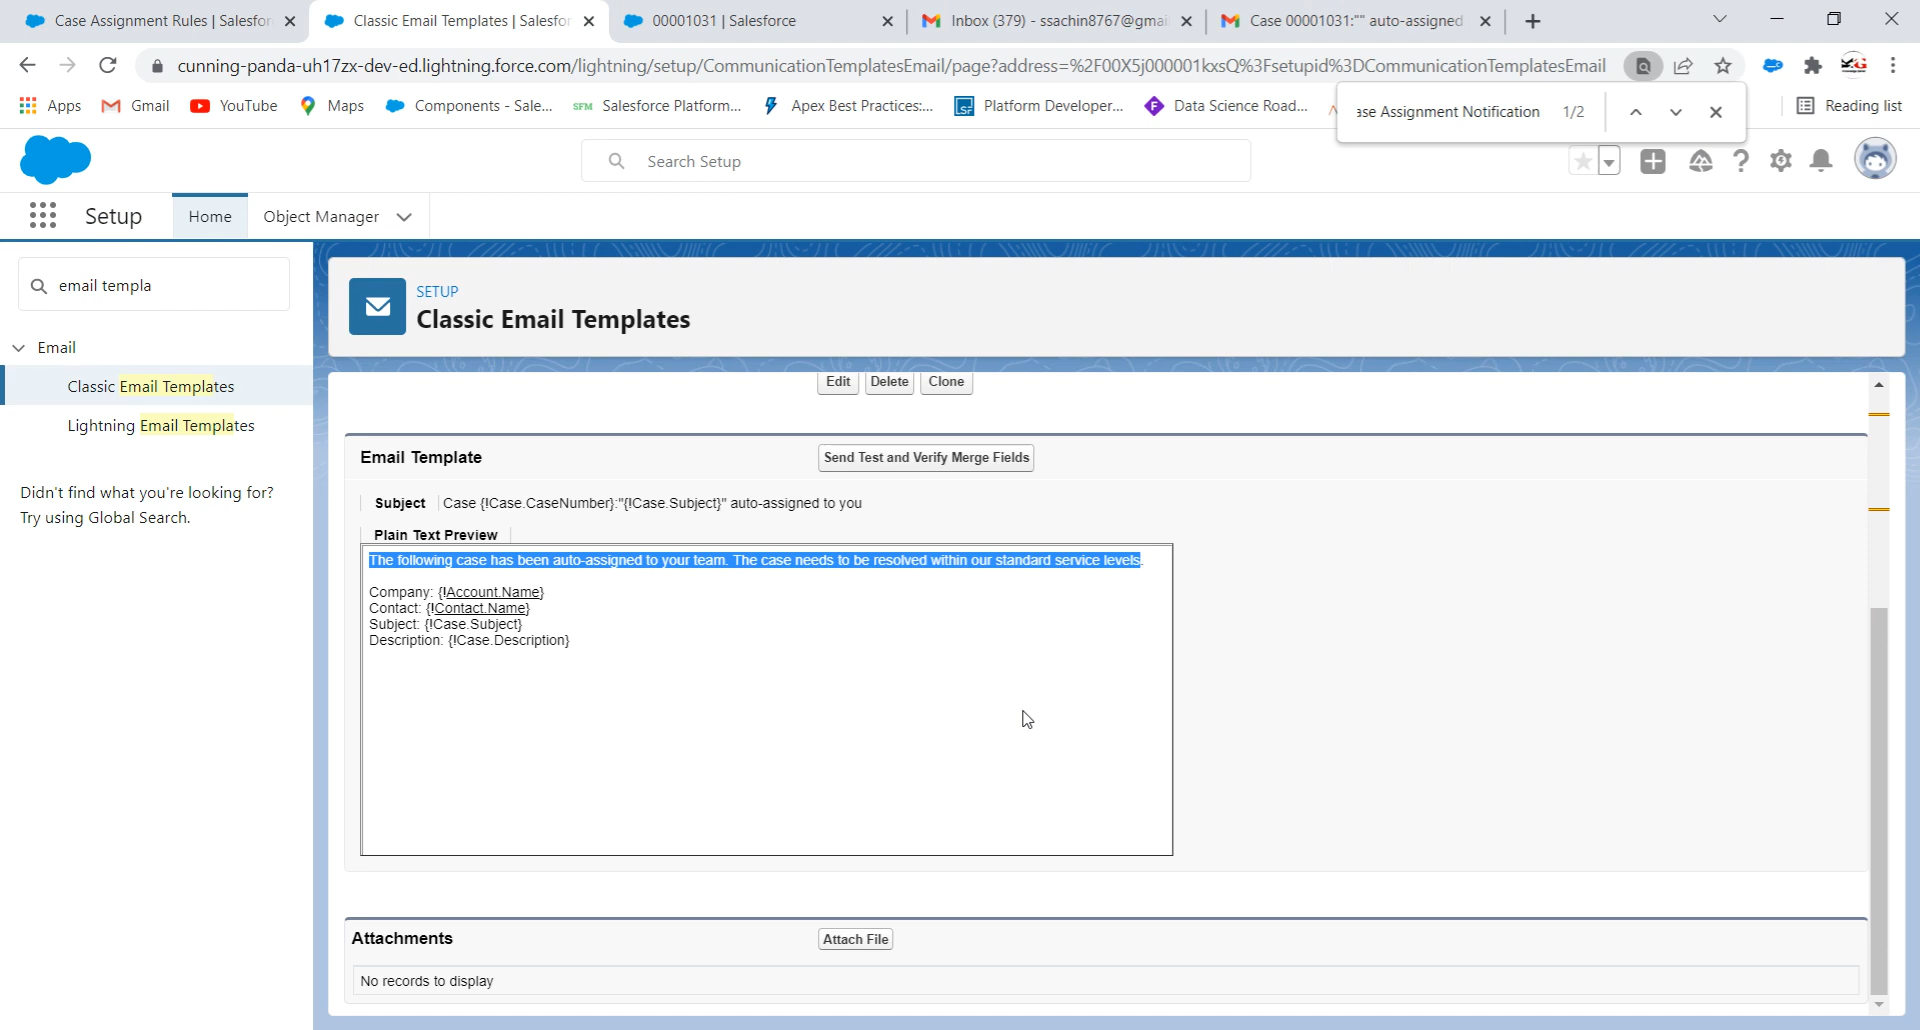 Case Assignment Rules | Salesfor
Classic Email Templates | Salesfor
00001031 | Salesforce
Inbox (379) - ssachin8767@gmai
Case 00001031:"" auto-assigned
cunning-panda-uh17zx-dev-ed.lightning.force.com/lightning/setup/CommunicationTemplatesEmail/page?address=%2F00X5j000001kxsQ%3Fsetupid%3DCommunicationTemplatesEmail
Apps
Gmail
YouTube
Maps
Components - Sale...
SFM
Salesforce Platform...
Apex Best Practices:...
Platform Developer...
Data Science Road...
ase Assignment Notification
1/2
Reading list
Search Setup
Setup
Home
Object Manager
email templa
Email
Classic Email Templates
Lightning Email Templates
Didn't find what you're looking for?
Try using Global Search.
SETUP
Classic Email Templates
Edit
Delete
Clone
Email Template
Send Test and Verify Merge Fields
Subject
Case {!Case.CaseNumber}:"{!Case.Subject}" auto-assigned to you
Plain Text Preview
The following case has been auto-assigned to your team. The case needs to be resolved within our standard service levels.
Company: {!Account.Name}
Contact: {!Contact.Name}
Subject: {!Case.Subject}
Description: {!Case.Description}
Attachments
Attach File
No records to display